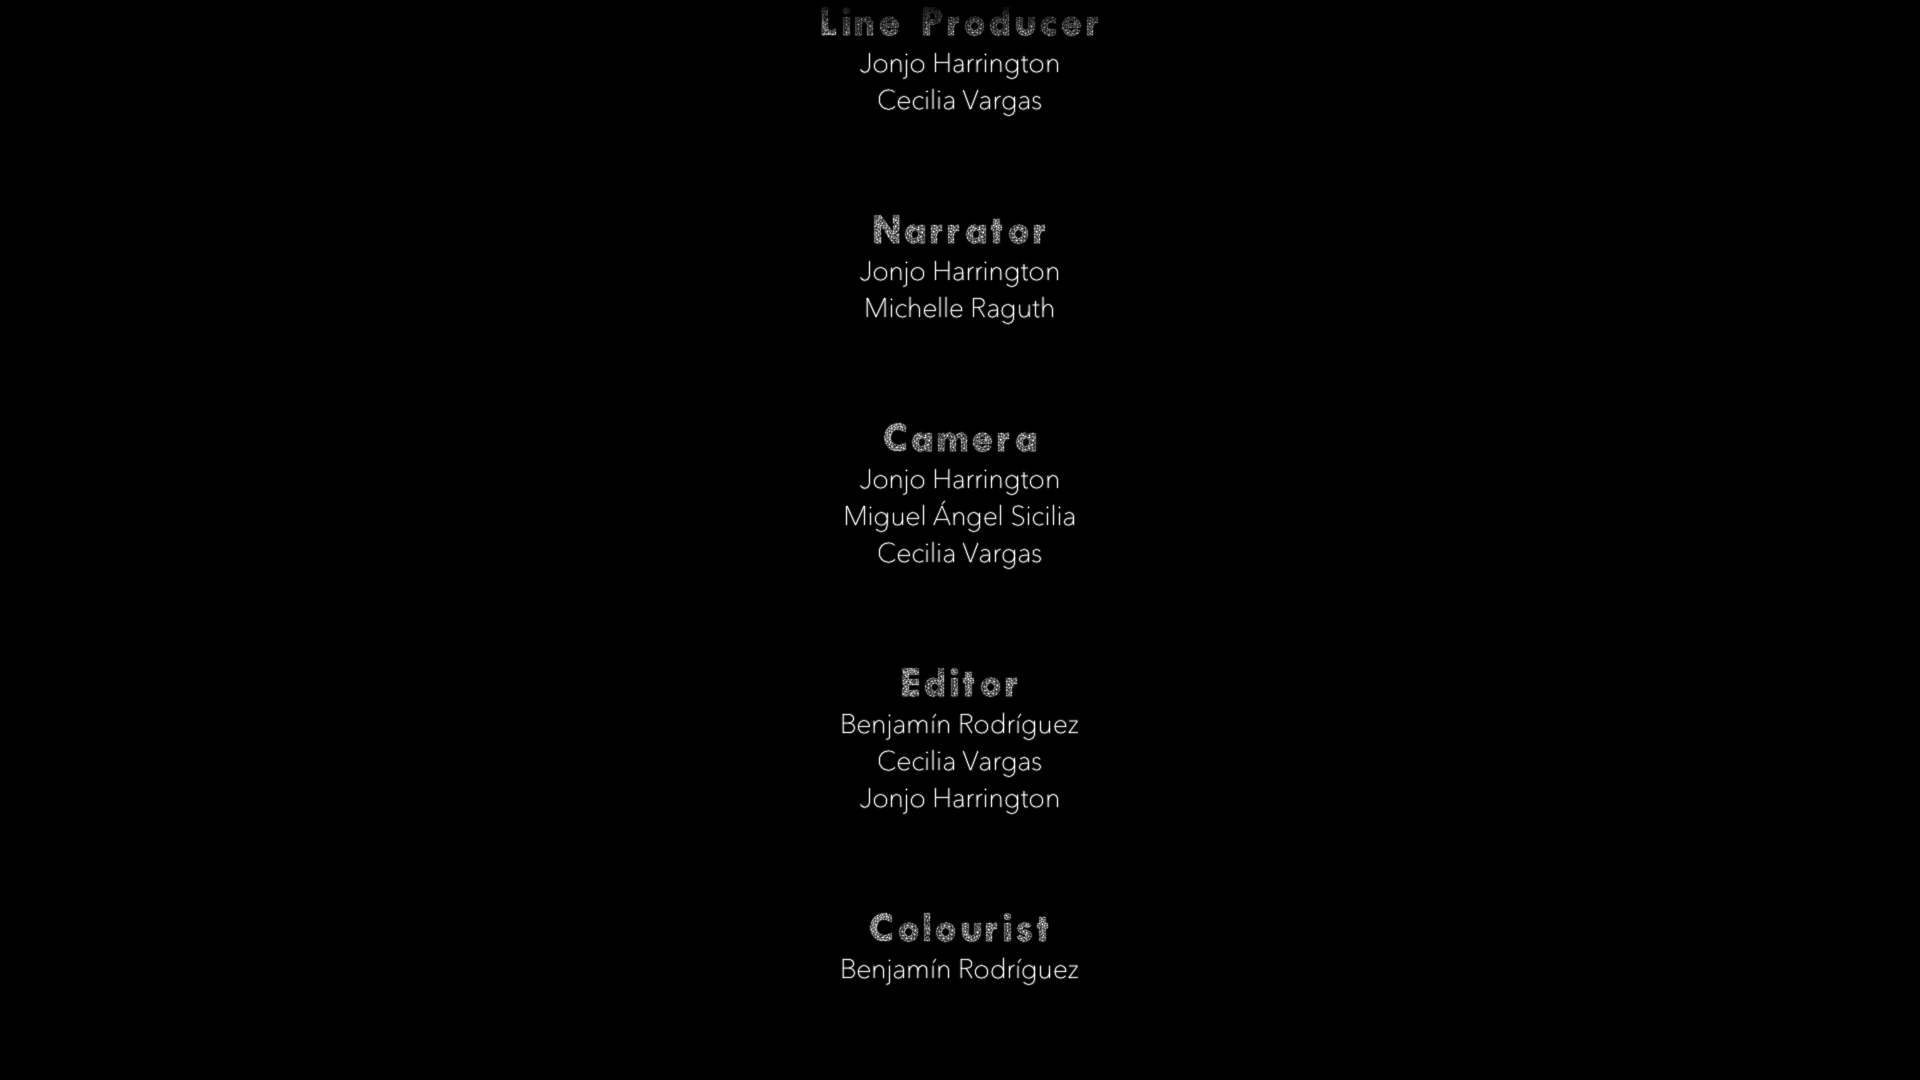 Line Producer
Jonjo Harrington
Cecilia Vargas
Narrator
Jonjo Harrington
Michelle Raguth
Camera
Jonjo Harrington
Miguel Ángel Sicilia
Cecilia Vargas
Editor
Benjamín Rodríguez
Cecilia Vargas
Jonjo Harrington
Colourist
Benjamín Rodríguez